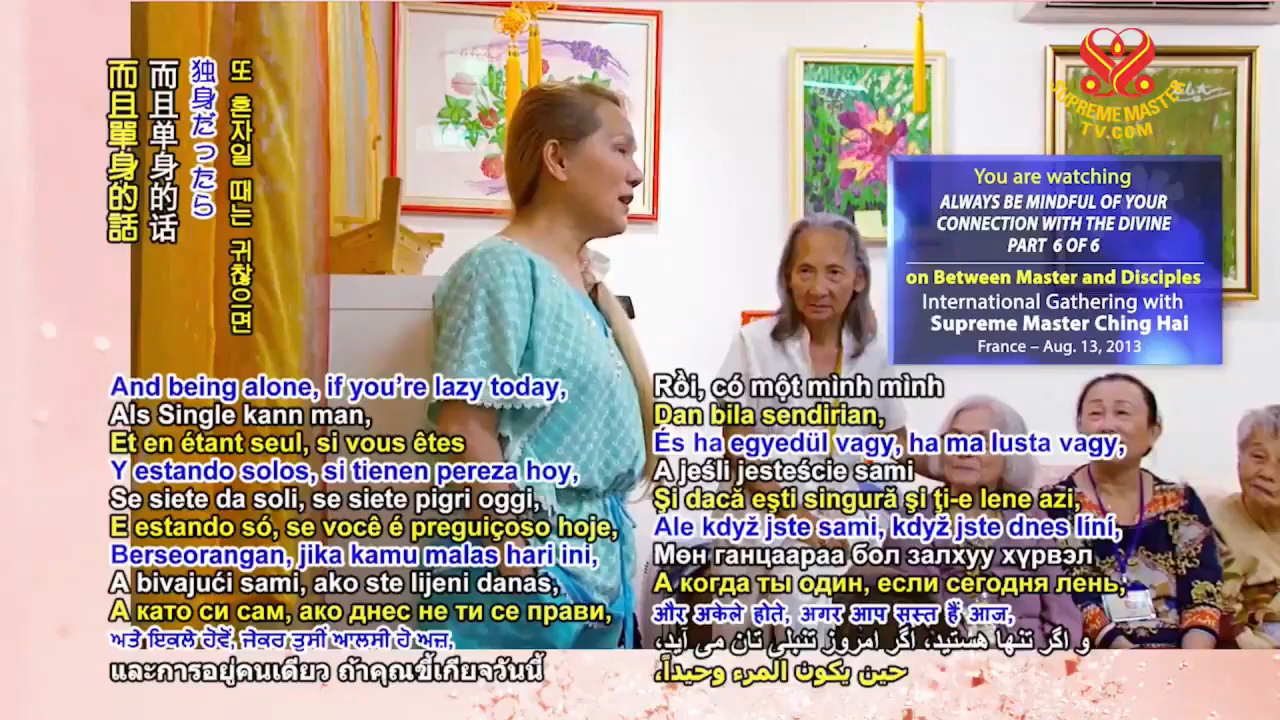 而且單身的話
而且单身的话
独身だったら
또 혼자일 때는 귀찮으면
SUPREME MASTER
TV.COM
You are watching
ALWAYS BE MINDFUL OF YOUR
CONNECTION WITH THE DIVINE
PART 6 OF 6
on Between Master and Disciples
International Gathering with
Supreme Master Ching Hai
France – Aug. 13, 2013
And being alone, if you’re lazy today,
Als Single kann man,
Et en étant seul, si vous êtes
Y estando solos, si tienen pereza hoy,
Se siete da soli, se siete pigri oggi,
E estando só, se você é preguiçoso hoje,
Berseorangan, jika kamu malas hari ini,
A bivajući sami, ako ste lijeni danas,
А като си сам, ако днес не ти се прави,
ਅਤੇ ਇਕਲੇ ਹੋਵੋਂ, ਜੇਕਰ ਤੁਸੀਂ ਆਲਸੀ ਹੋ ਅਜ਼,
และการอยู่คนเดียว ถ้าคุณขี้เกียจวันนี้
Rồi, có một mình mình
Dan bila sendirian,
És ha egyedül vagy, ha ma lusta vagy,
A jeśli jesteście sami
Şi dacă eşti singură şi ţi-e lene azi,
Ale když jste sami, když jste dnes líní,
Мөн ганцаараа бол залхуу хүрвэл
А когда ты один, если сегодня лень,
और अकेले होते, अगर आप सुस्त हैं आज,
و اگر تنها هستید، اگر امروز تنبلی تان می آید،
حين يكون المرء وحيداً،